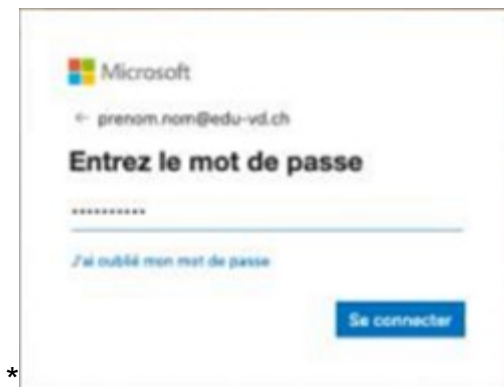 Microsoft
← prenom.nom@edu-vd.ch
Entrez le mot de passe
••••••••••
J'ai oublié mon mot de passe
Se connecter
*